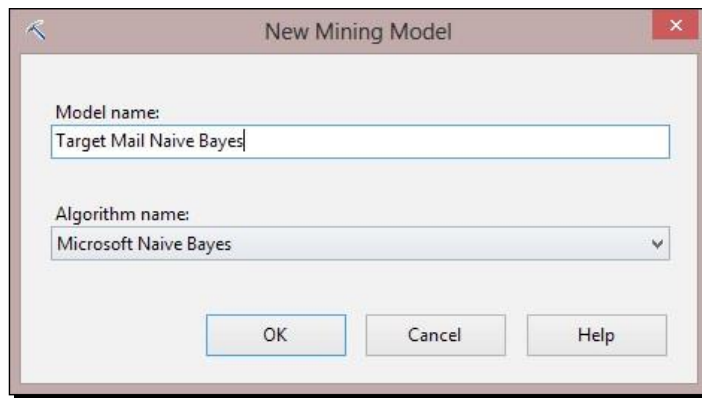 New Mining Model
Model name:
Target Mail Naive Bayes
Algorithm name:
Microsoft Naive Bayes
OK
Cancel
Help